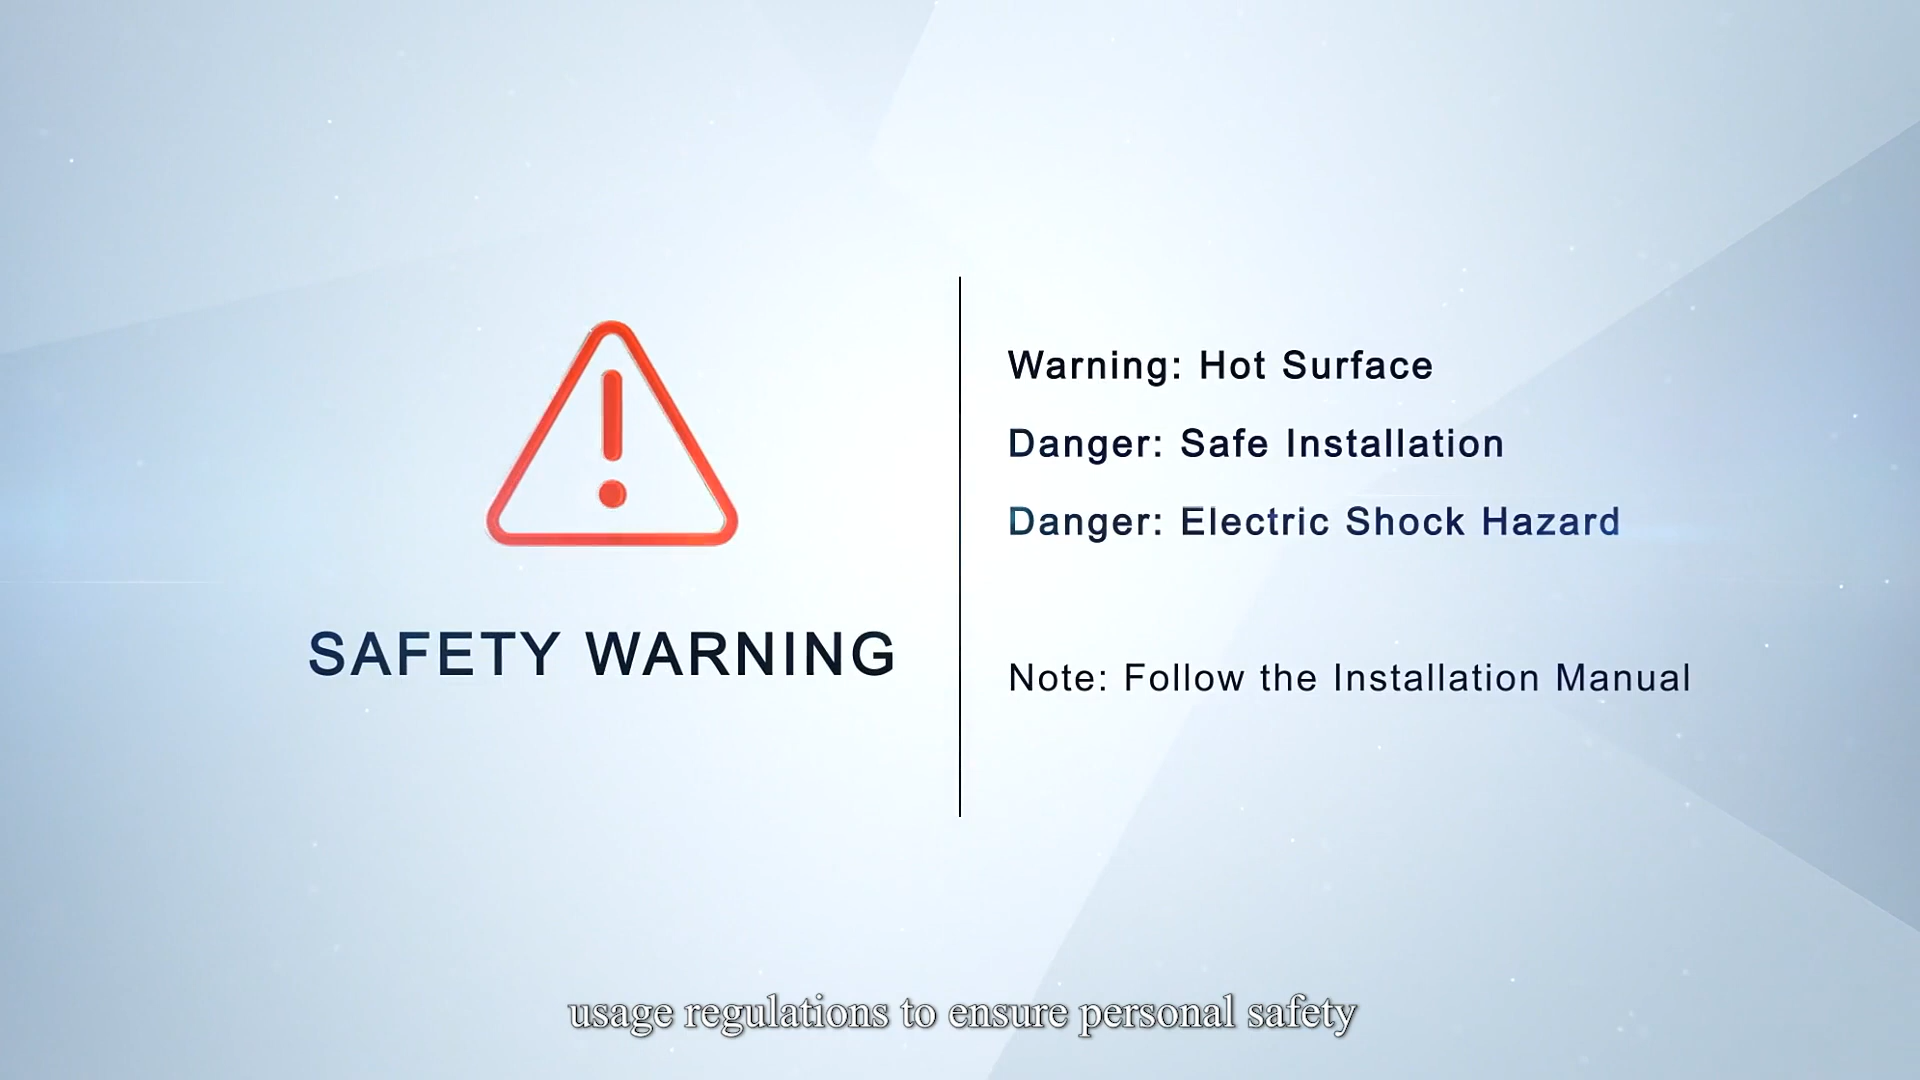 SAFETY WARNING
Warning: Hot Surface
Danger: Safe Installation
Danger: Electric Shock Hazard
Note: Follow the Installation Manual
usage regulations to ensure personal safety